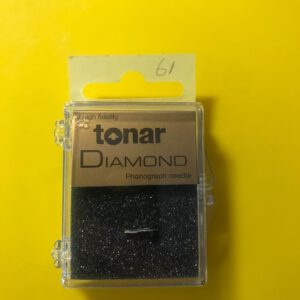 61
High fidelity
tonar
DIAMOND
Phonograph needle